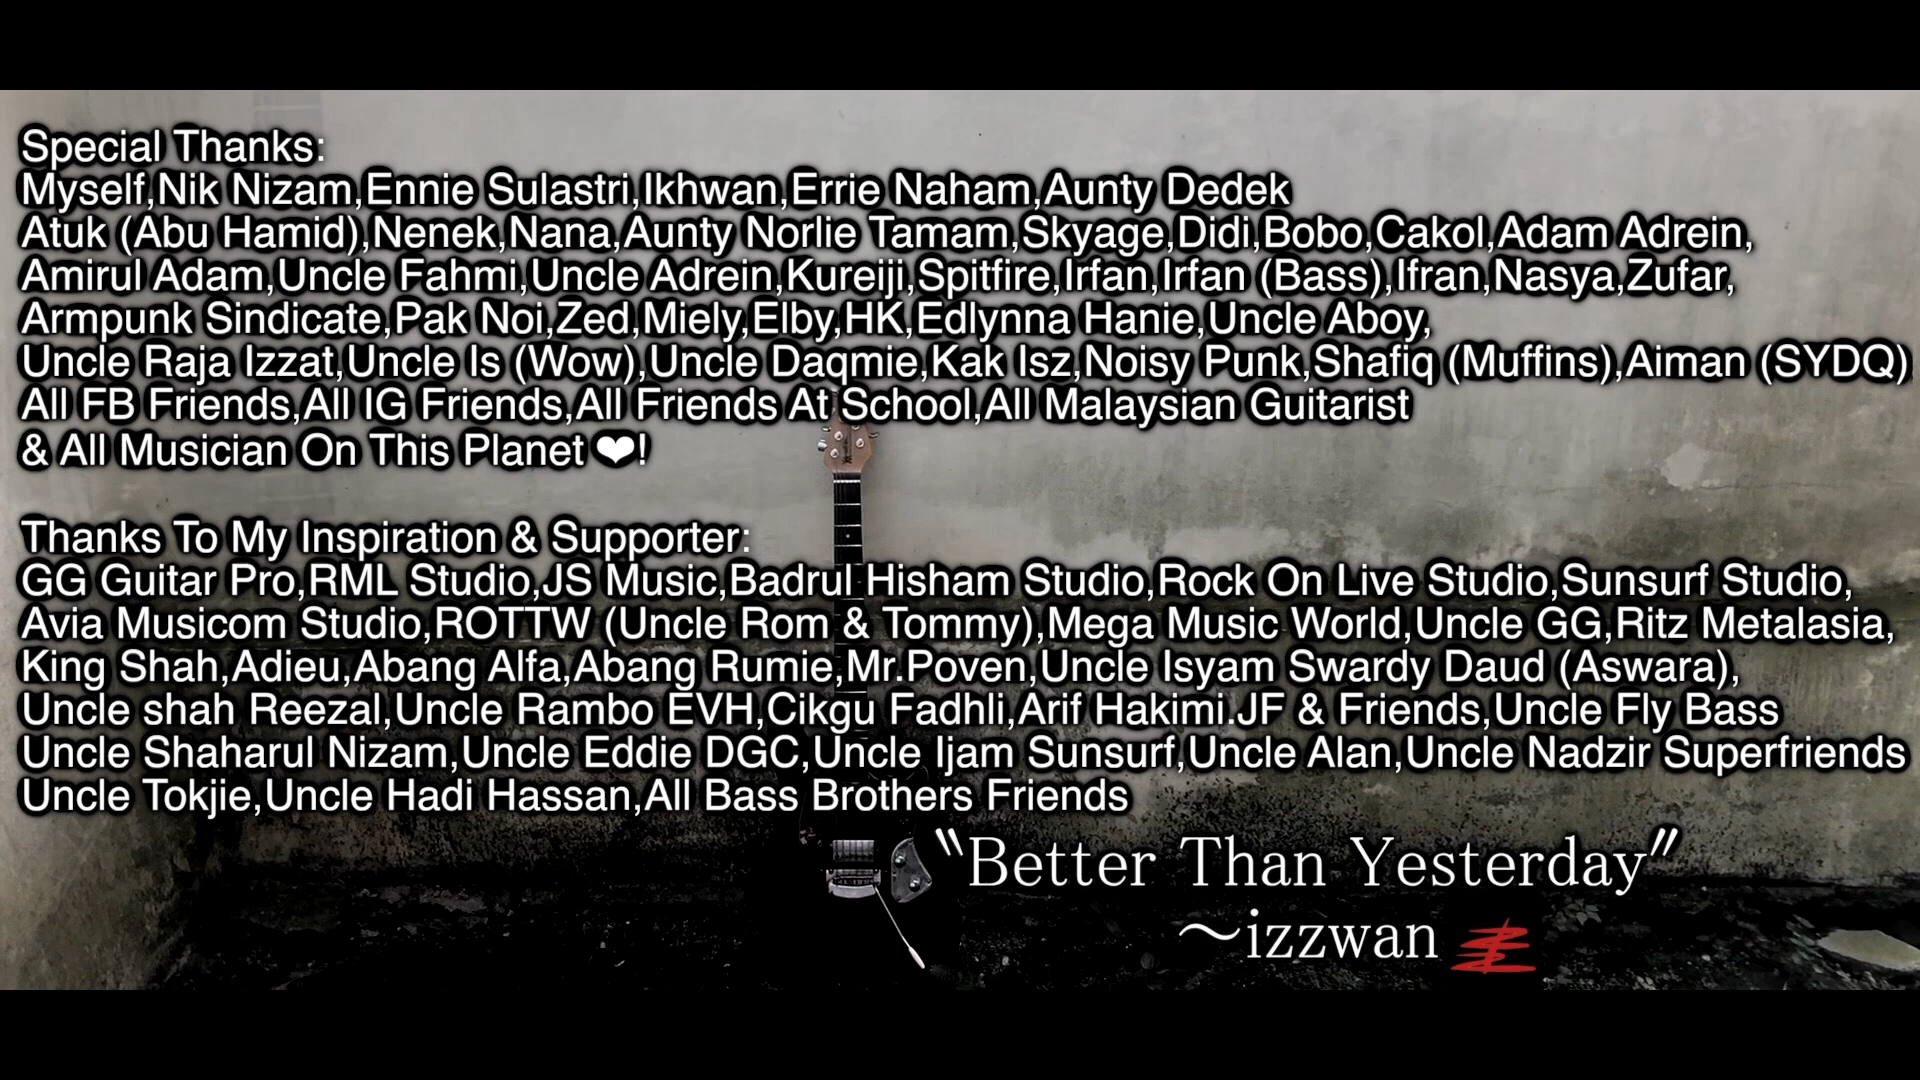 Special Thanks:
Myself,Nik Nizam,Ennie Sulastri,Ikhwan,Errie Naham,Aunty Dedek
Atuk (Abu Hamid),Nenek,Nana,Aunty Norlie Tamam,Skyage,Didi,Bobo,Cakol,Adam Adrein,
Amirul Adam,Uncle Fahmi,Uncle Adrein,Kureiji,Spitfire,Irfan,Irfan (Bass),Ifran,Nasya,Zufar,
Armpunk Sindicate,Pak Noi,Zed,Miely,Elby,HK,Edlynna Hanie,Uncle Aboy,
Uncle Raja Izzat,Uncle Is (Wow),Uncle Daqmie,Kak Isz,Noisy Punk,Shafiq (Muffins),Aiman (SYDQ)
All FB Friends,All IG Friends,All Friends At School,All Malaysian Guitarist
& All Musician On This Planet ❤!
Thanks To My Inspiration & Supporter:
GG Guitar Pro,RML Studio,JS Music,Badrul Hisham Studio,Rock On Live Studio,Sunsurf Studio,
Avia Musicom Studio,ROTTW (Uncle Rom & Tommy),Mega Music World,Uncle GG,Ritz Metalasia,
King Shah,Adieu,Abang Alfa,Abang Rumie,Mr.Poven,Uncle Isyam Swardy Daud (Aswara),
Uncle shah Reezal,Uncle Rambo EVH,Cikgu Fadhli,Arif Hakimi.JF & Friends,Uncle Fly Bass
Uncle Shaharul Nizam,Uncle Eddie DGC,Uncle Ijam Sunsurf,Uncle Alan,Uncle Nadzir Superfriends
Uncle Tokjie,Uncle Hadi Hassan,All Bass Brothers Friends
"Better Than Yesterday"
~izzwan